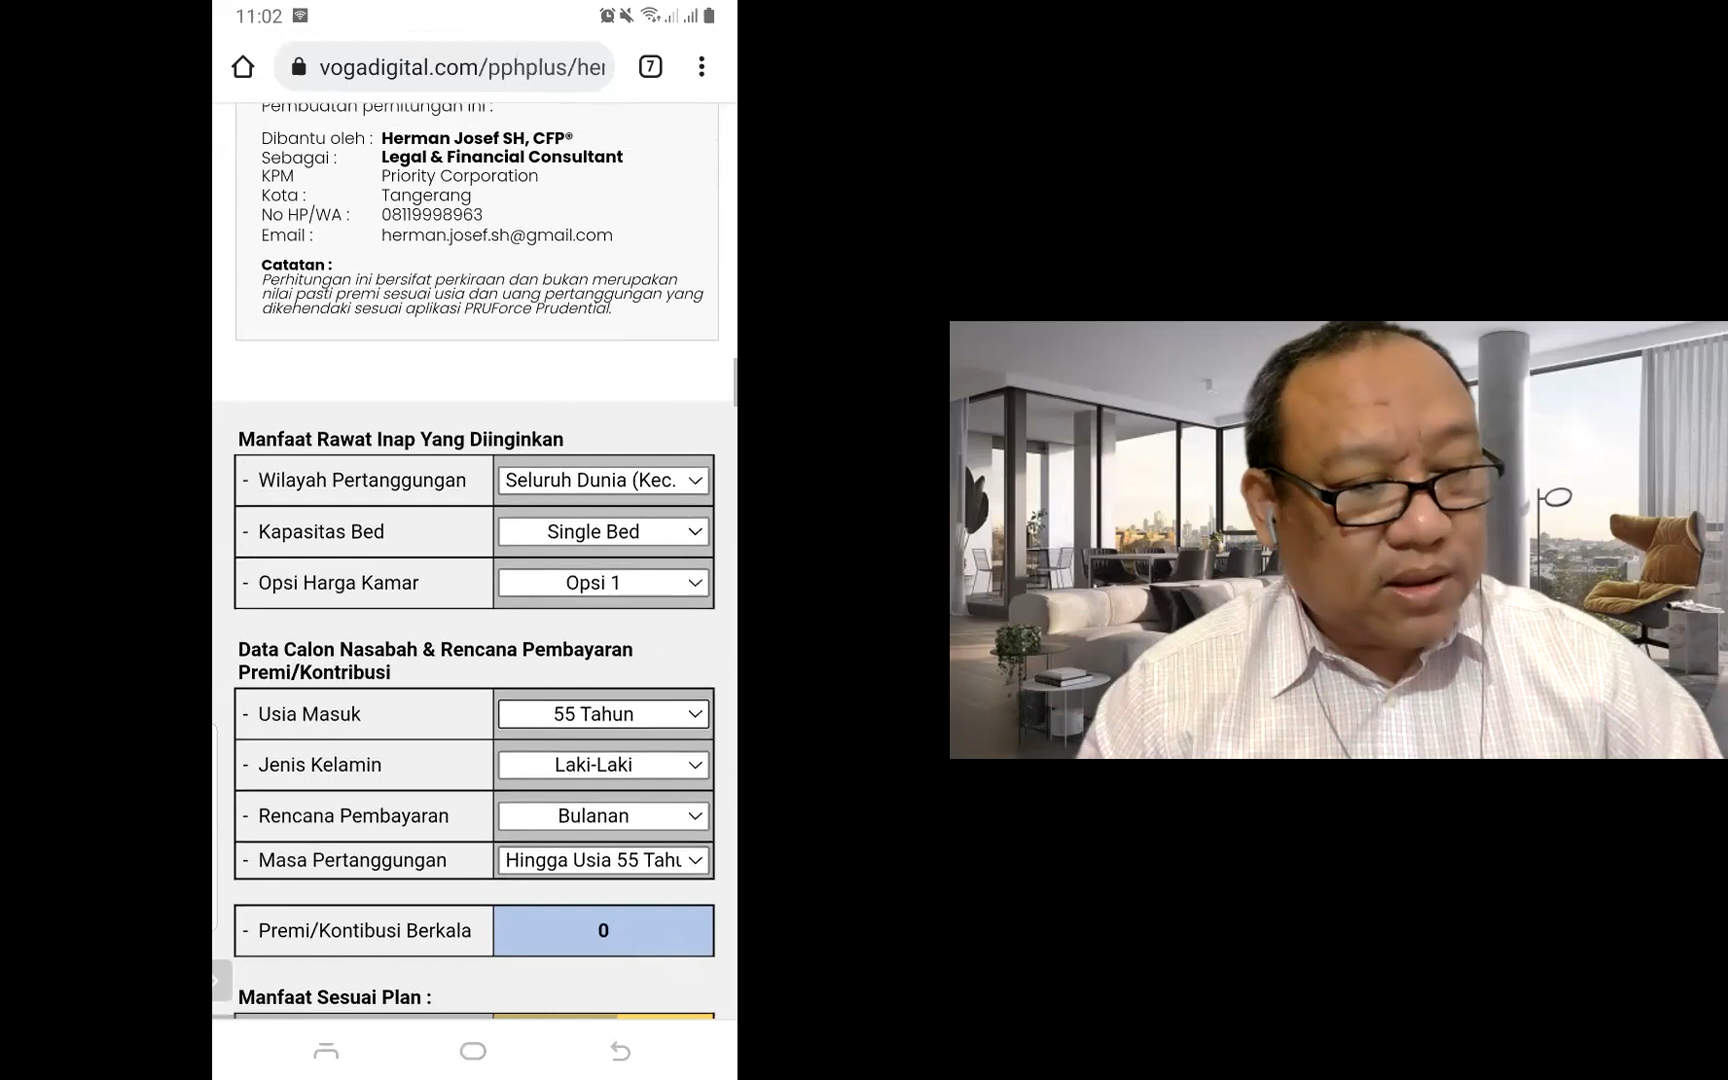 11:02
vogadigital.com/pphplus/her
7
Pembuatan perhitungan ini :
Dibantu oleh : Herman Josef SH, CFP®
Sebagai : Legal & Financial Consultant
KPM Priority Corporation
Kota : Tangerang
No HP/WA : 08119998963
Email : herman.josef.sh@gmail.com
Catatan :
Perhitungan ini bersifat perkiraan dan bukan merupakan
nilai pasti premi sesuai usia dan uang pertanggungan yang
dikehendaki sesuai aplikasi PRUForce Prudential.
Manfaat Rawat Inap Yang Diinginkan
- Wilayah Pertanggungan Seluruh Dunia (Kec.
- Kapasitas Bed Single Bed
- Opsi Harga Kamar Opsi 1
Data Calon Nasabah & Rencana Pembayaran
Premi/Kontribusi
- Usia Masuk 55 Tahun
- Jenis Kelamin Laki-Laki
- Rencana Pembayaran Bulanan
- Masa Pertanggungan Hingga Usia 55 Tahu
- Premi/Kontibusi Berkala 0
Manfaat Sesuai Plan :